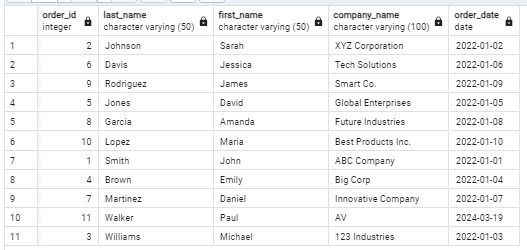 order_id last_name first_name company_name order_date
integer character varying (50) character varying (50) character varying (100) date
1 2 Johnson Sarah XYZ Corporation 2022-01-02
2 6 Davis Jessica Tech Solutions 2022-01-06
3 9 Rodriguez James Smart Co. 2022-01-09
4 5 Jones David Global Enterprises 2022-01-05
5 8 Garcia Amanda Future Industries 2022-01-08
6 10 Lopez Maria Best Products Inc. 2022-01-10
7 1 Smith John ABC Company 2022-01-01
8 4 Brown Emily Big Corp 2022-01-04
9 7 Martinez Daniel Innovative Company 2022-01-07
10 11 Walker Paul AV 2024-03-19
11 3 Williams Michael 123 Industries 2022-01-03